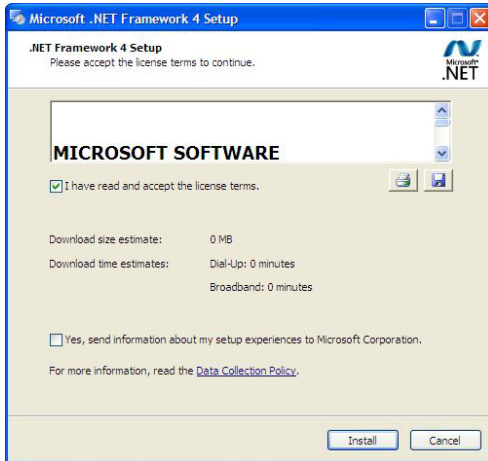 Microsoft .NET Framework 4 Setup
.NET Framework 4 Setup
Please accept the license terms to continue.
Microsoft®
.NET
MICROSOFT SOFTWARE
I have read and accept the license terms.
Download size estimate: 0 MB
Download time estimates: Dial-Up: 0 minutes
Broadband: 0 minutes
Yes, send information about my setup experiences to Microsoft Corporation.
For more information, read the Data Collection Policy.
Install Cancel